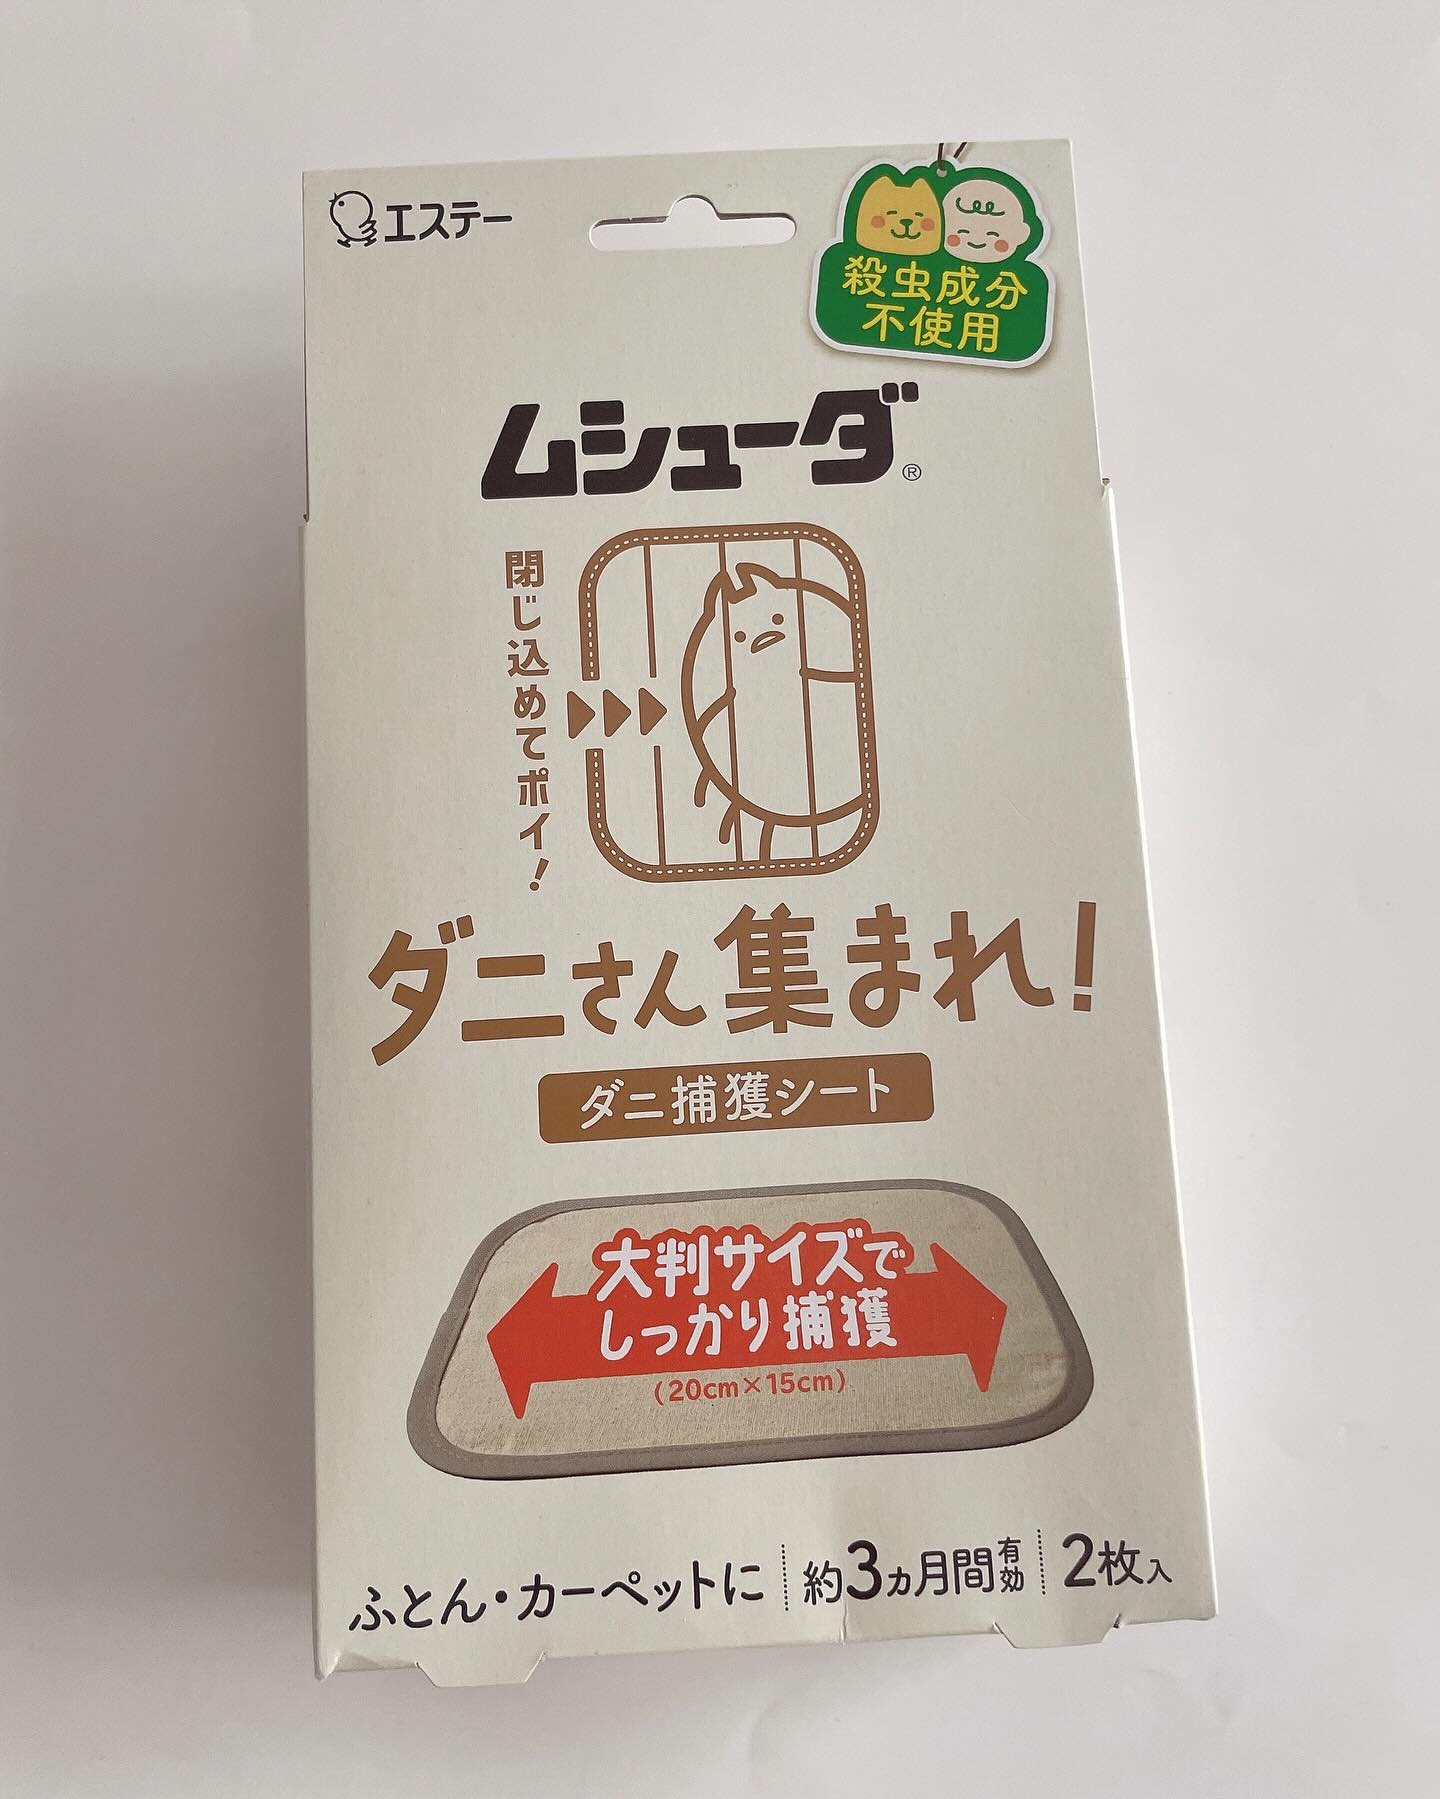 エステー
殺虫成分
不使用
ムシューダ®
閉じ込めてポイ!
ダニさん集まれ!
ダニ捕獲シート
大判サイズで
しっかり捕獲
(20cm×15cm)
ふとん・カーペットに 約3ヵ月間有効 2枚入